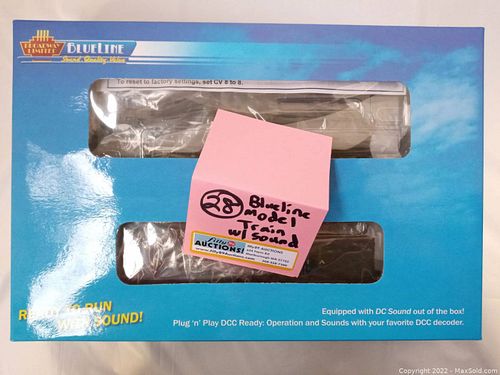 BROADWAY
LIMITED
BLUELINE
Sound. Quality. Value.
To reset to factory settings, set CV 8 to 8.
28
Blueline
model
Train
w/ sound
AUCTIONS!
READY TO RUN
WITH SOUND!
Equipped with DC Sound out of the box!
Plug 'n' Play DCC Ready: Operation and Sounds with your favorite DCC decoder.
Copyright 2022 - MaxSold.com